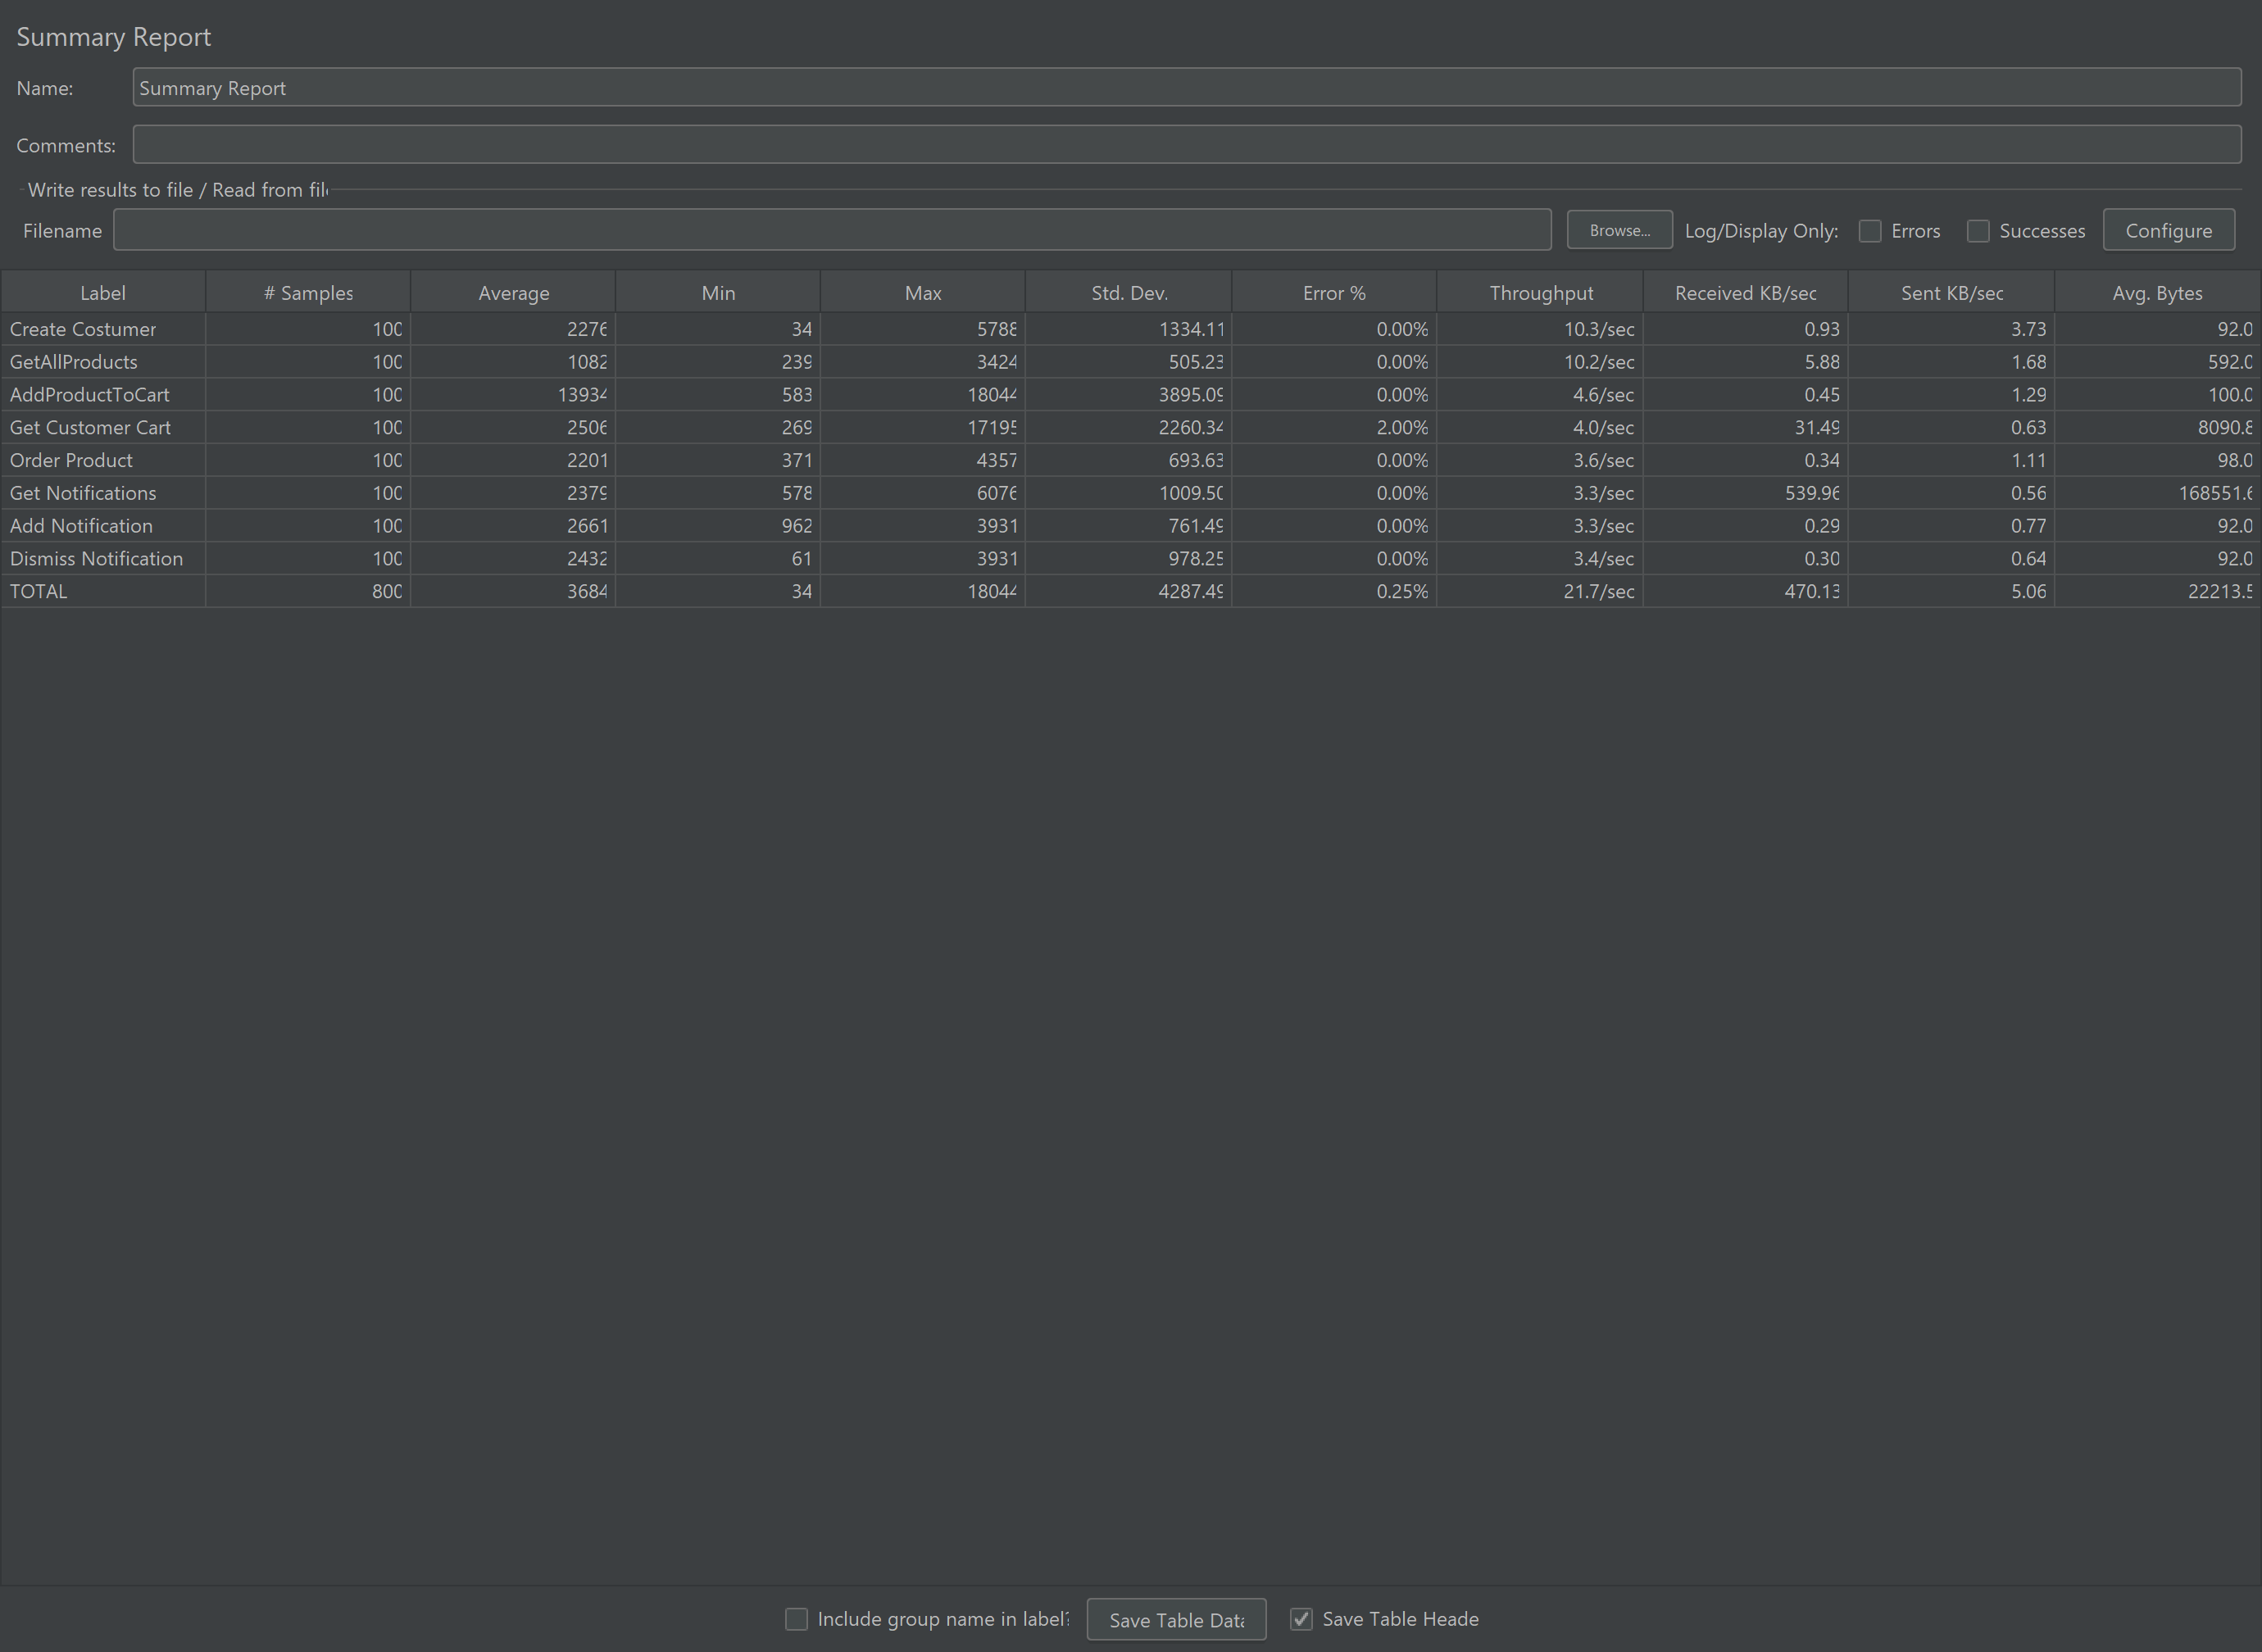 Summary Report
Name: Summary Report
Comments:
Write results to file / Read from file
Filename Browse... Log/Display Only: Errors Successes Configure
Label # Samples Average Min Max Std. Dev. Error % Throughput Received KB/sec Sent KB/sec Avg. Bytes
Create Costumer 100 2276 34 5788 1334.11 0.00% 10.3/sec 0.93 3.73 92.0
GetAllProducts 100 1082 239 3424 505.23 0.00% 10.2/sec 5.88 1.68 592.0
AddProductToCart 100 13934 583 18044 3895.09 0.00% 4.6/sec 0.45 1.29 100.0
Get Customer Cart 100 2506 269 17195 2260.34 2.00% 4.0/sec 31.49 0.63 8090.8
Order Product 100 2201 371 4357 693.63 0.00% 3.6/sec 0.34 1.11 98.0
Get Notifications 100 2379 578 6076 1009.50 0.00% 3.3/sec 539.96 0.56 168551.6
Add Notification 100 2661 962 3931 761.49 0.00% 3.3/sec 0.29 0.77 92.0
Dismiss Notification 100 2432 61 3931 978.25 0.00% 3.4/sec 0.30 0.64 92.0
TOTAL 800 3684 34 18044 4287.49 0.25% 21.7/sec 470.13 5.06 22213.5
Include group name in label? Save Table Data Save Table Heade